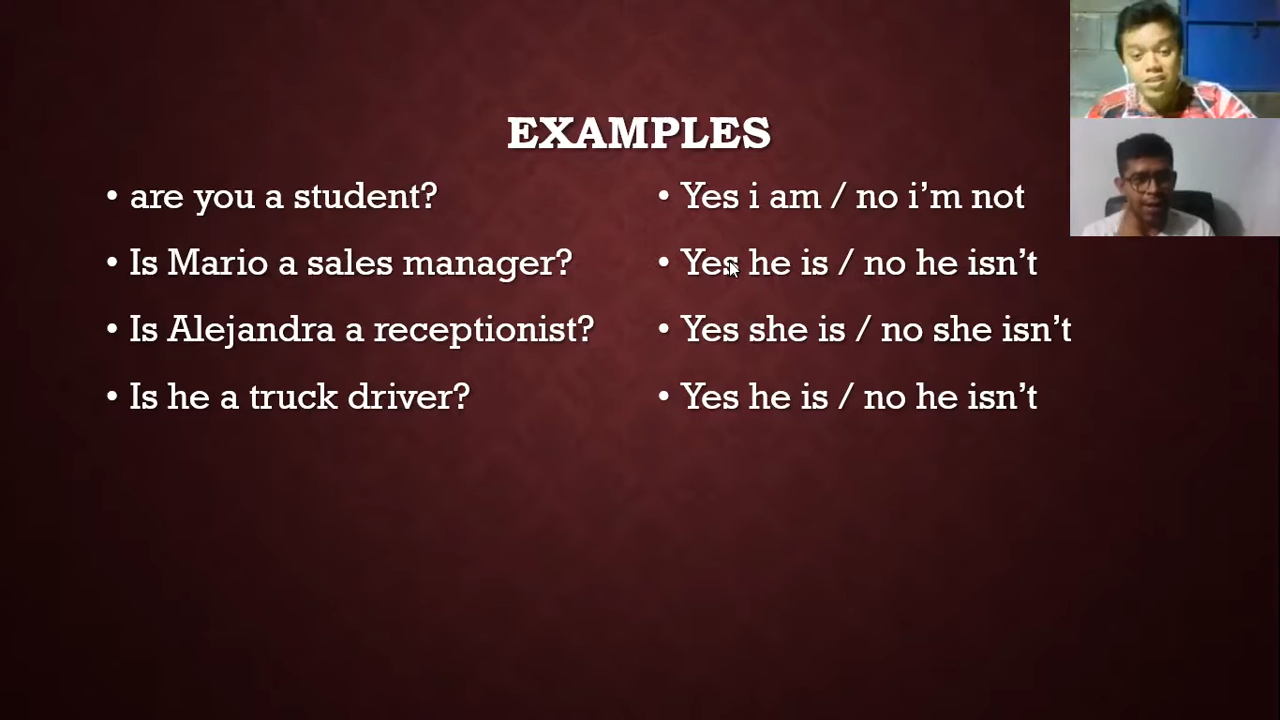 EXAMPLES
• are you a student?
• Is Mario a sales manager?
• Is Alejandra a receptionist?
• Is he a truck driver?
• Yes i am / no i’m not
• Yes he is / no he isn’t
• Yes she is / no she isn’t
• Yes he is / no he isn’t